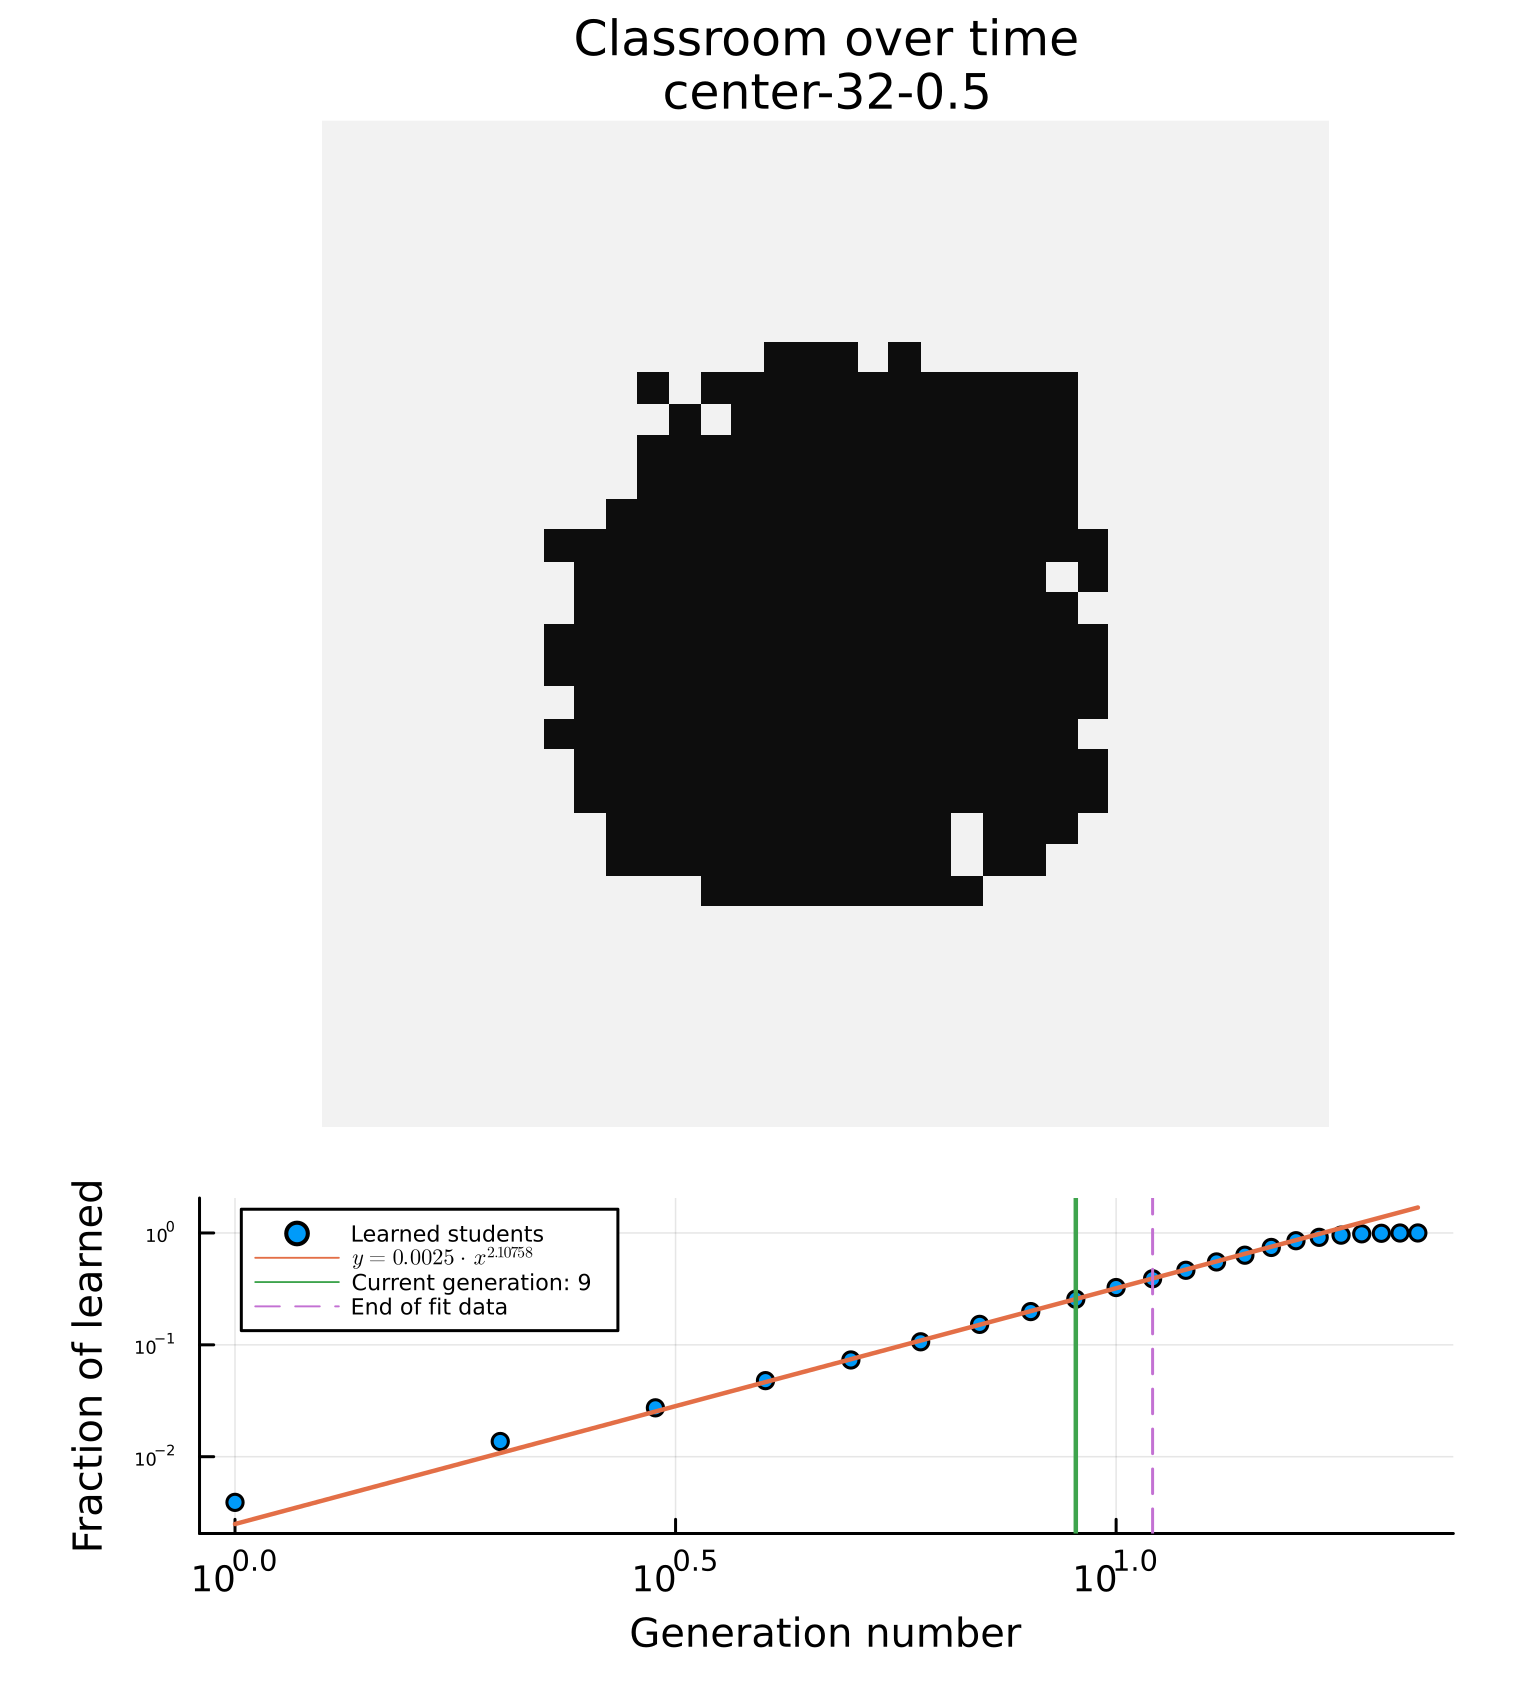 Classroom over time
center-32-0.5
Fraction of learned
10⁰
10⁻¹
10⁻²
Learned students
y = 0.0025 · x^2.10758
Current generation: 9
End of fit data
10^0.0
10^0.5
10^1.0
Generation number